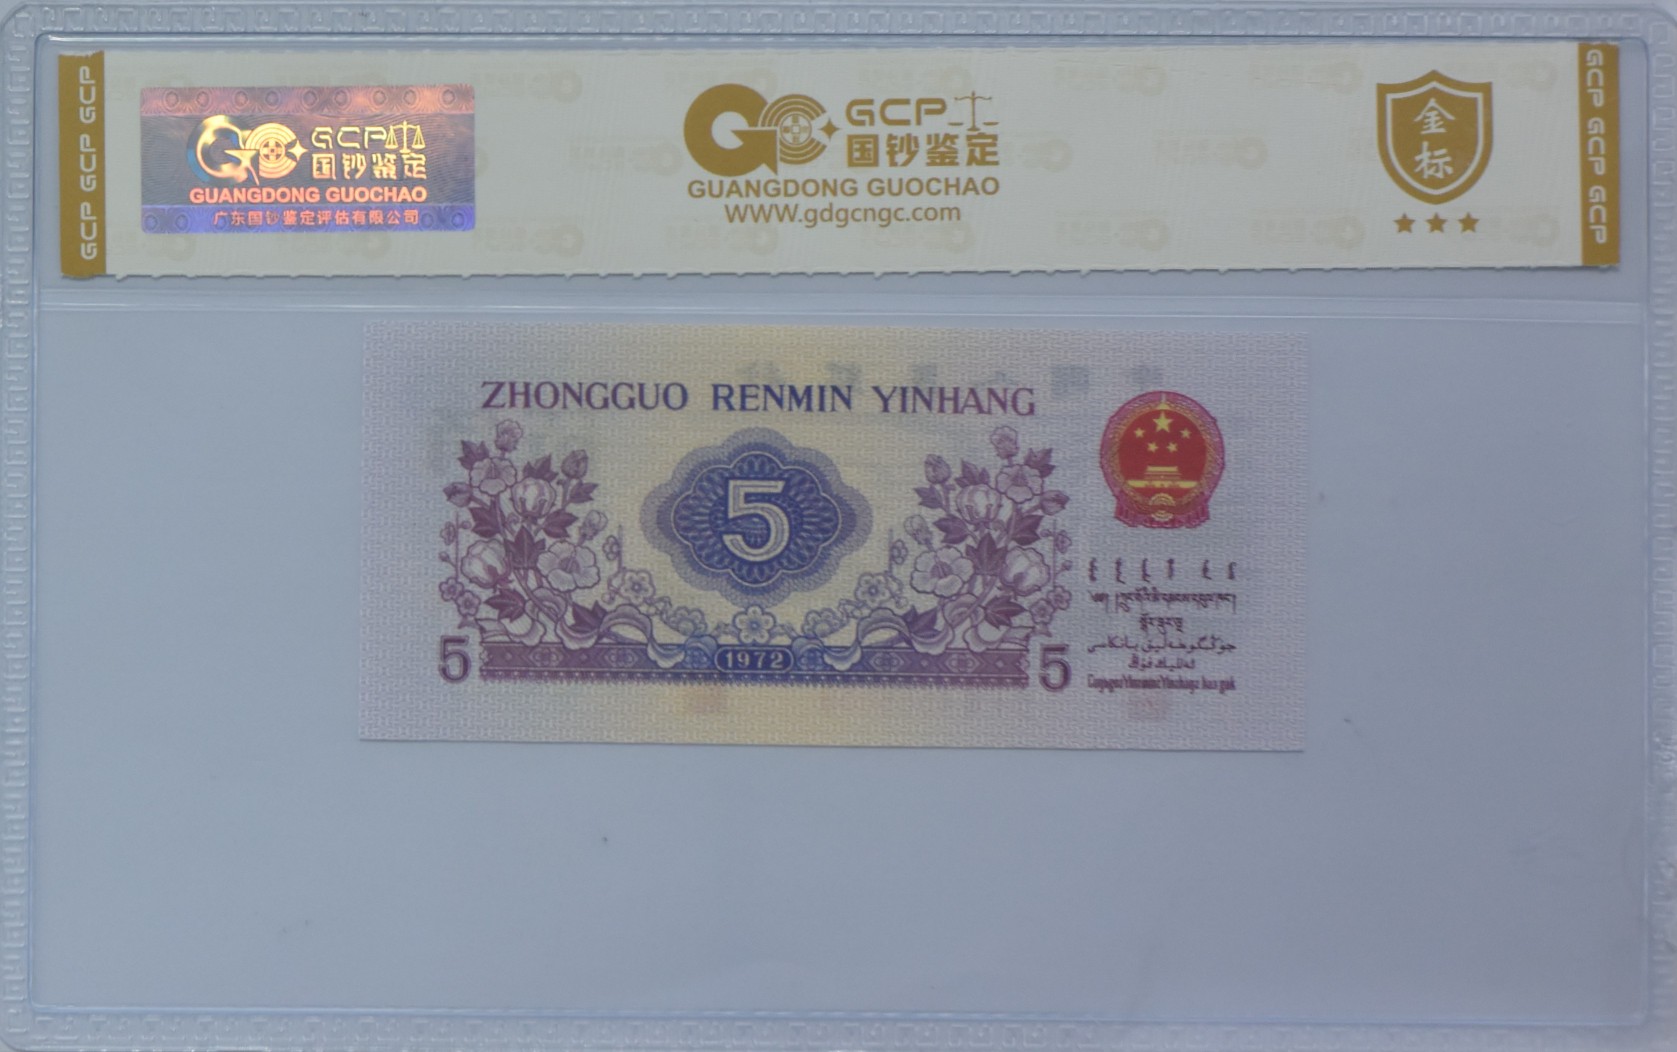 GCP GCP GCP
GCP
国钞鉴定
GUANGDONG GUOCHAO
广东国钞鉴定评估有限公司
GCP
国钞鉴定
GUANGDONG GUOCHAO
WWW.gdgcngc.com
金标
GCP GCP GCP
ZHONGGUO RENMIN YINHANG
5
1972
5
5